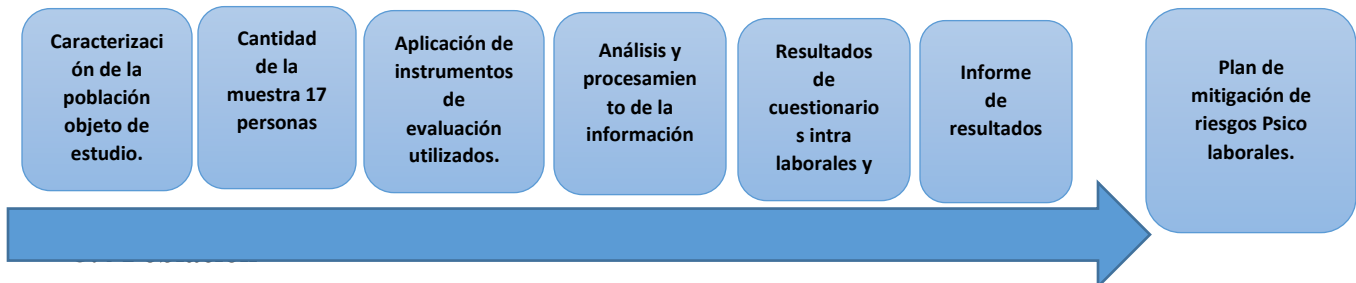 Caracterizaci
ón de la
población
objeto de
estudio.
Cantidad
de la
muestra 17
personas
Aplicación de
instrumentos
de
evaluación
utilizados.
Análisis y
procesamien
to de la
información
Resultados
de
cuestionario
s intra
laborales y
Informe
de
resultados
Plan de
mitigación de
riesgos Psico
laborales.